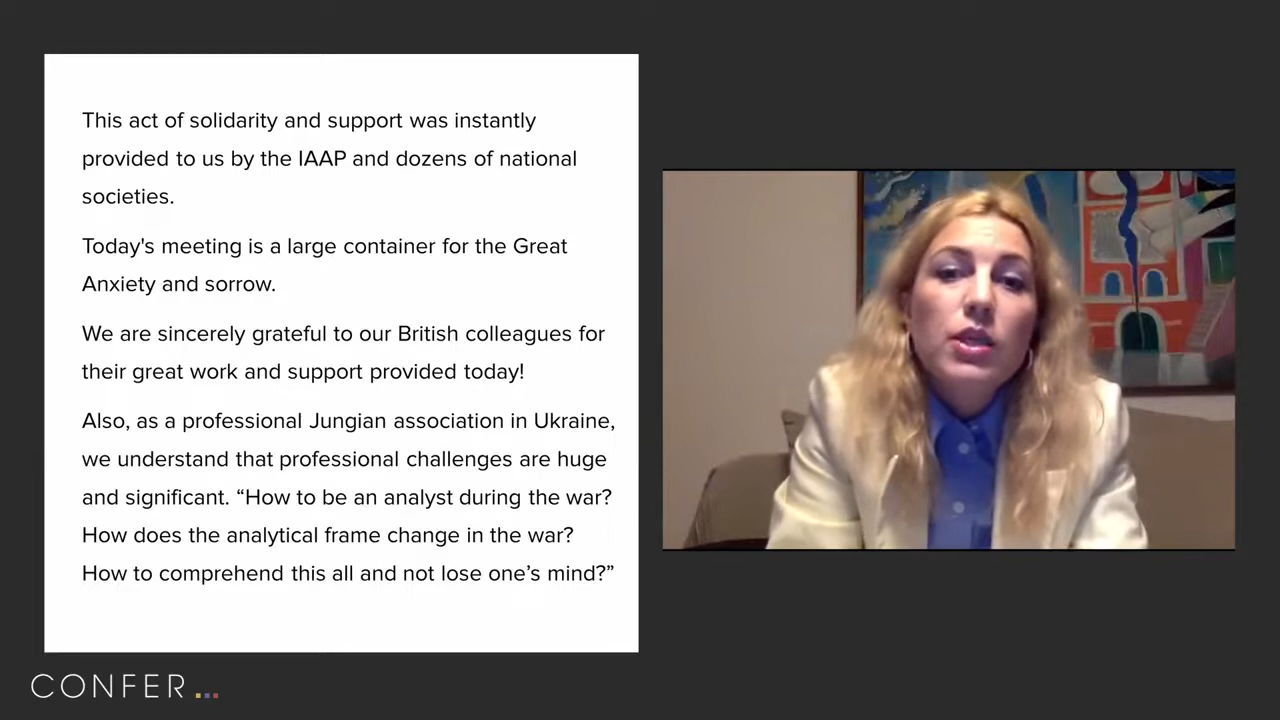 This act of solidarity and support was instantly
provided to us by the IAAP and dozens of national
societies.
Today's meeting is a large container for the Great
Anxiety and sorrow.
We are sincerely grateful to our British colleagues for
their great work and support provided today!
Also, as a professional Jungian association in Ukraine,
we understand that professional challenges are huge
and significant. “How to be an analyst during the war?
How does the analytical frame change in the war?
How to comprehend this all and not lose one’s mind?”
CONFER...